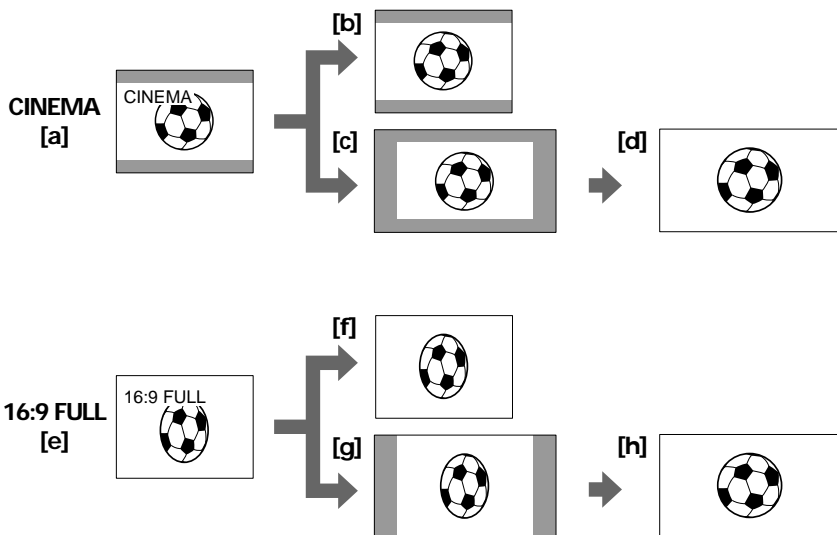 [b]
CINEMA
CINEMA
[a]
[c]
[d]
[f]
16:9 FULL
16:9 FULL
[e]
[g]
[h]